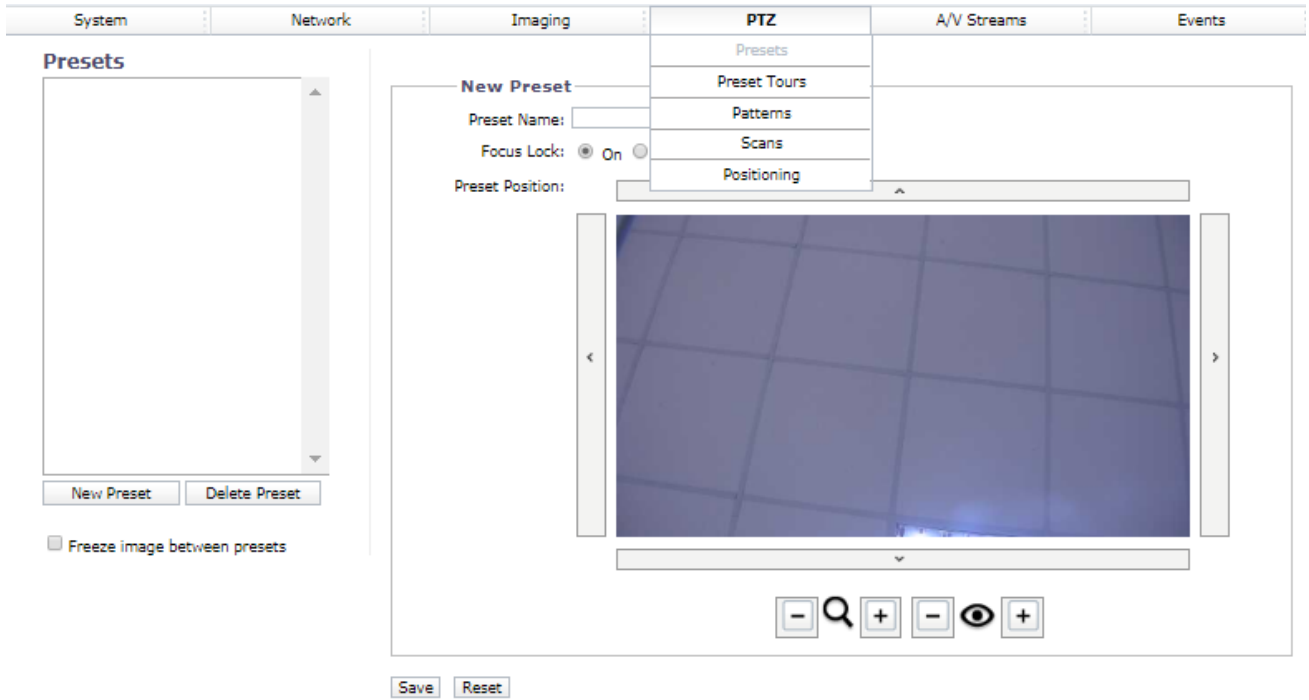 System Network Imaging PTZ A/V Streams Events
Presets
Preset Tours
Patterns
Scans
Positioning
Presets
New Preset Delete Preset
Freeze image between presets
New Preset
Preset Name:
Focus Lock: On
Preset Position:
Save Reset